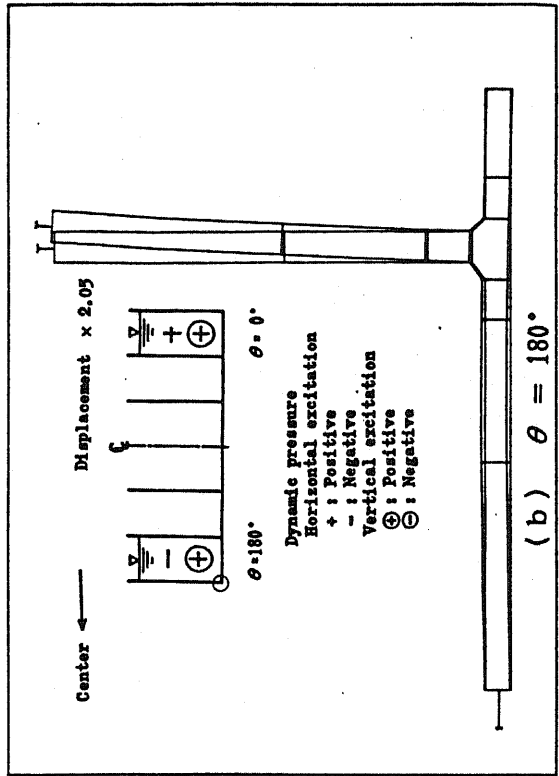 Center
Displacement × 2.05
℄
− +
⊕ ⊕
θ=180° θ = 0°
Dynamic pressure
Horizontal excitation
+ : Positive
- : Negative
Vertical excitation
⊕ : Positive
⊖ : Negative
(b) θ = 180°